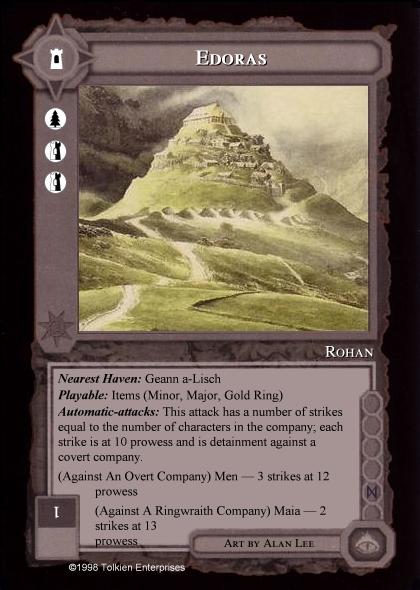 EDORAS
ROHAN
Nearest Haven: Geann a-Lisch
Playable: Items (Minor, Major, Gold Ring)
Automatic-attacks: This attack has a number of strikes
equal to the number of characters in the company; each
strike is at 10 prowess and is detainment against a
covert company.
(Against An Overt Company) Men — 3 strikes at 12
prowess
(Against A Ringwraith Company) Maia — 2
strikes at 13
prowess
1
ART BY ALAN LEE
©1998 Tolkien Enterprises